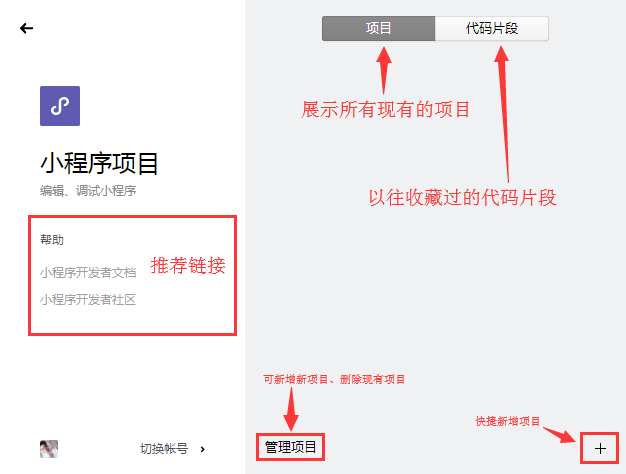 项目
代码片段
展示所有现有的项目
以往收藏过的代码片段
小程序项目
编辑、调试小程序
帮助
小程序开发者文档
推荐链接
小程序开发者社区
可新增新项目、删除现有项目
快捷新增项目
切换帐号
管理项目